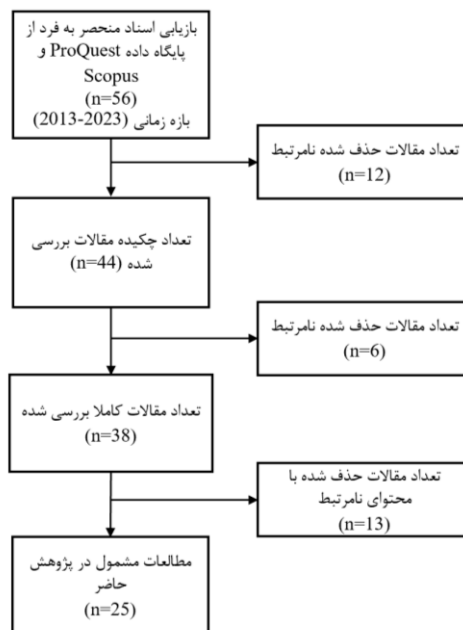 بازیابی اسناد منحصر به فرد از
پایگاه داده ProQuest و
Scopus
(n=56)
بازه زمانی (2013-2023)
تعداد مقالات حذف شده نامرتبط
(n=12)
تعداد چکیده مقالات بررسی
شده (n=44)
تعداد مقالات حذف شده نامرتبط
(n=6)
تعداد مقالات کاملا بررسی شده
(n=38)
تعداد مقالات حذف شده با
محتوای نامرتبط
(n=13)
مطالعات مشمول در پژوهش
حاضر
(n=25)